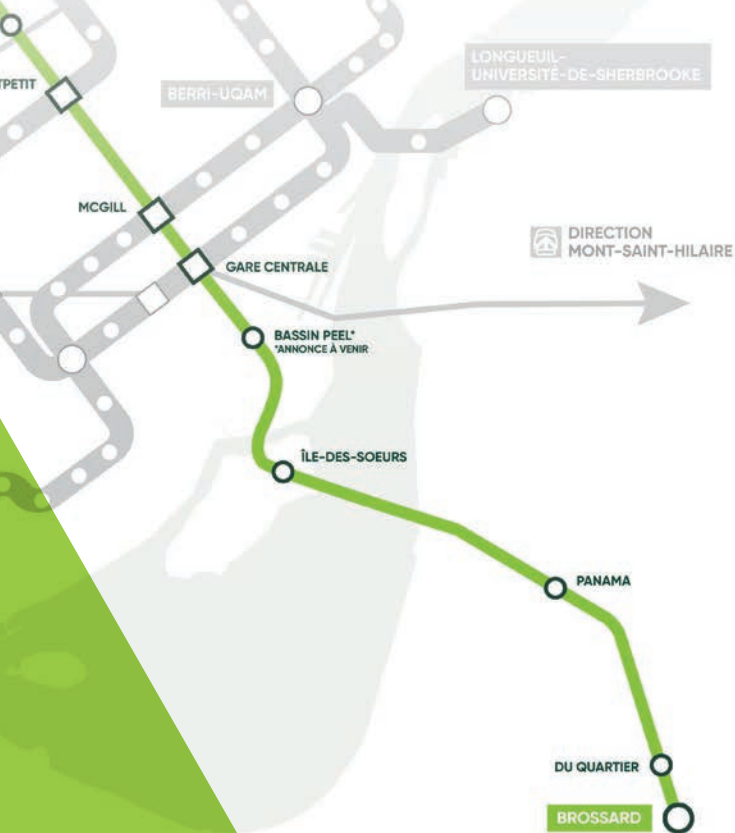 TPETIT
BERRI-UQAM
LONGUEUIL-
UNIVERSITÉ-DE-SHERBROOKE
MCGILL
DIRECTION
MONT-SAINT-HILAIRE
GARE CENTRALE
BASSIN PEEL*
*ANNONCE À VENIR
ÎLE-DES-SOEURS
PANAMA
DU QUARTIER
BROSSARD